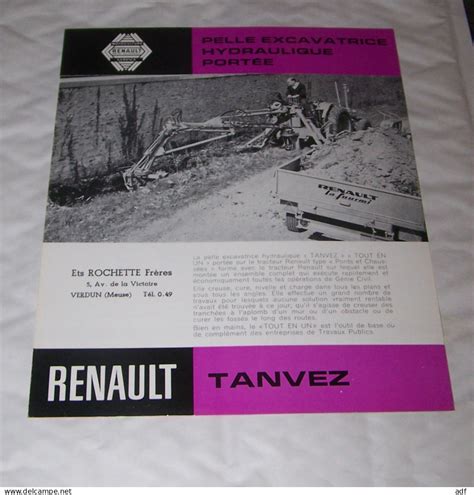 RENAULT
PELLE EXCAVATRICE
HYDRAULIQUE
PORTÉE
RENAULT
Ets ROCHETTE Frères
5, Av. de la Victoire
VERDUN (Meuse) Tél. 0.49
La pelle excavatrice hydraulique « TANVEZ » « TOUT EN
UN » portée sur le tracteur Renault type « Ponts et Chaus-
sées » forme avec le tracteur Renault sur lequel elle est
montée un ensemble complet qui exécute rapidement et
économiquement toutes les opérations de Génie Civil.
Elle creuse, cure, nivelle et charge dans tous les plans et
sous tous les angles. Elle effectue un grand nombre de
travaux pour lesquels aucune solution vraiment rentable
n'avait été trouvée à ce jour, qu'il s'agisse de creuser des
tranchées à l'aplomb d'un mur ou d'un obstacle ou de
curer les fossés le long des routes.
Bien en mains, le «TOUT EN UN» est l'outil de base ou
de complément des entreprises de Travaux Publics.
RENAULT
TANVEZ
delcampe.net
adf